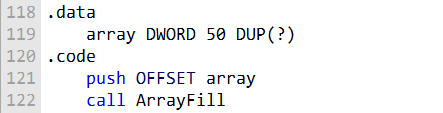 118 .data
119     array DWORD 50 DUP(?)
120 .code
121     push OFFSET array
122     call ArrayFill